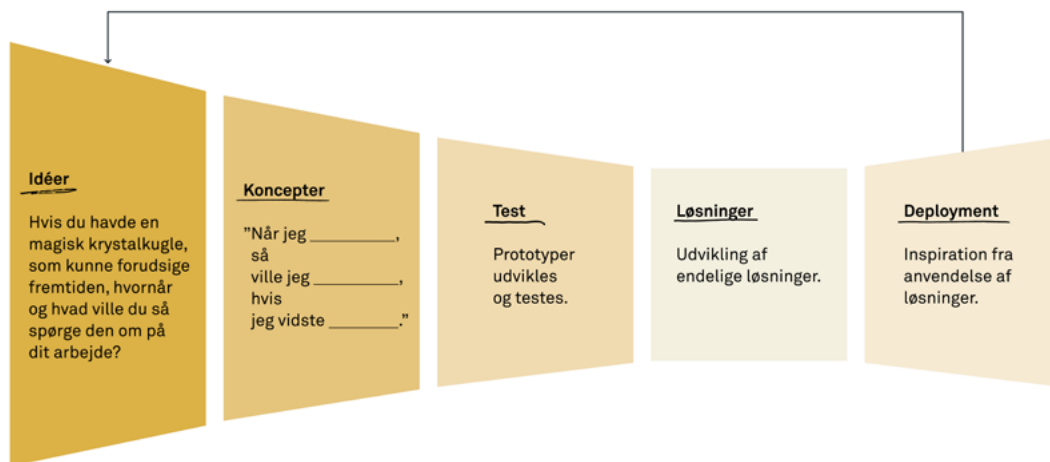 Idéer
Hvis du havde en
magisk krystalkugle,
som kunne forudsige
fremtiden, hvornår
og hvad ville du så
spørge den om på
dit arbejde?
Koncepter
”Når jeg ________,
så
ville jeg ________,
hvis
jeg vidste ________.”
Test
Prototyper
udvikles
og testes.
Løsninger
Udvikling af
endelige løsninger.
Deployment
Inspiration fra
anvendelse af
løsninger.